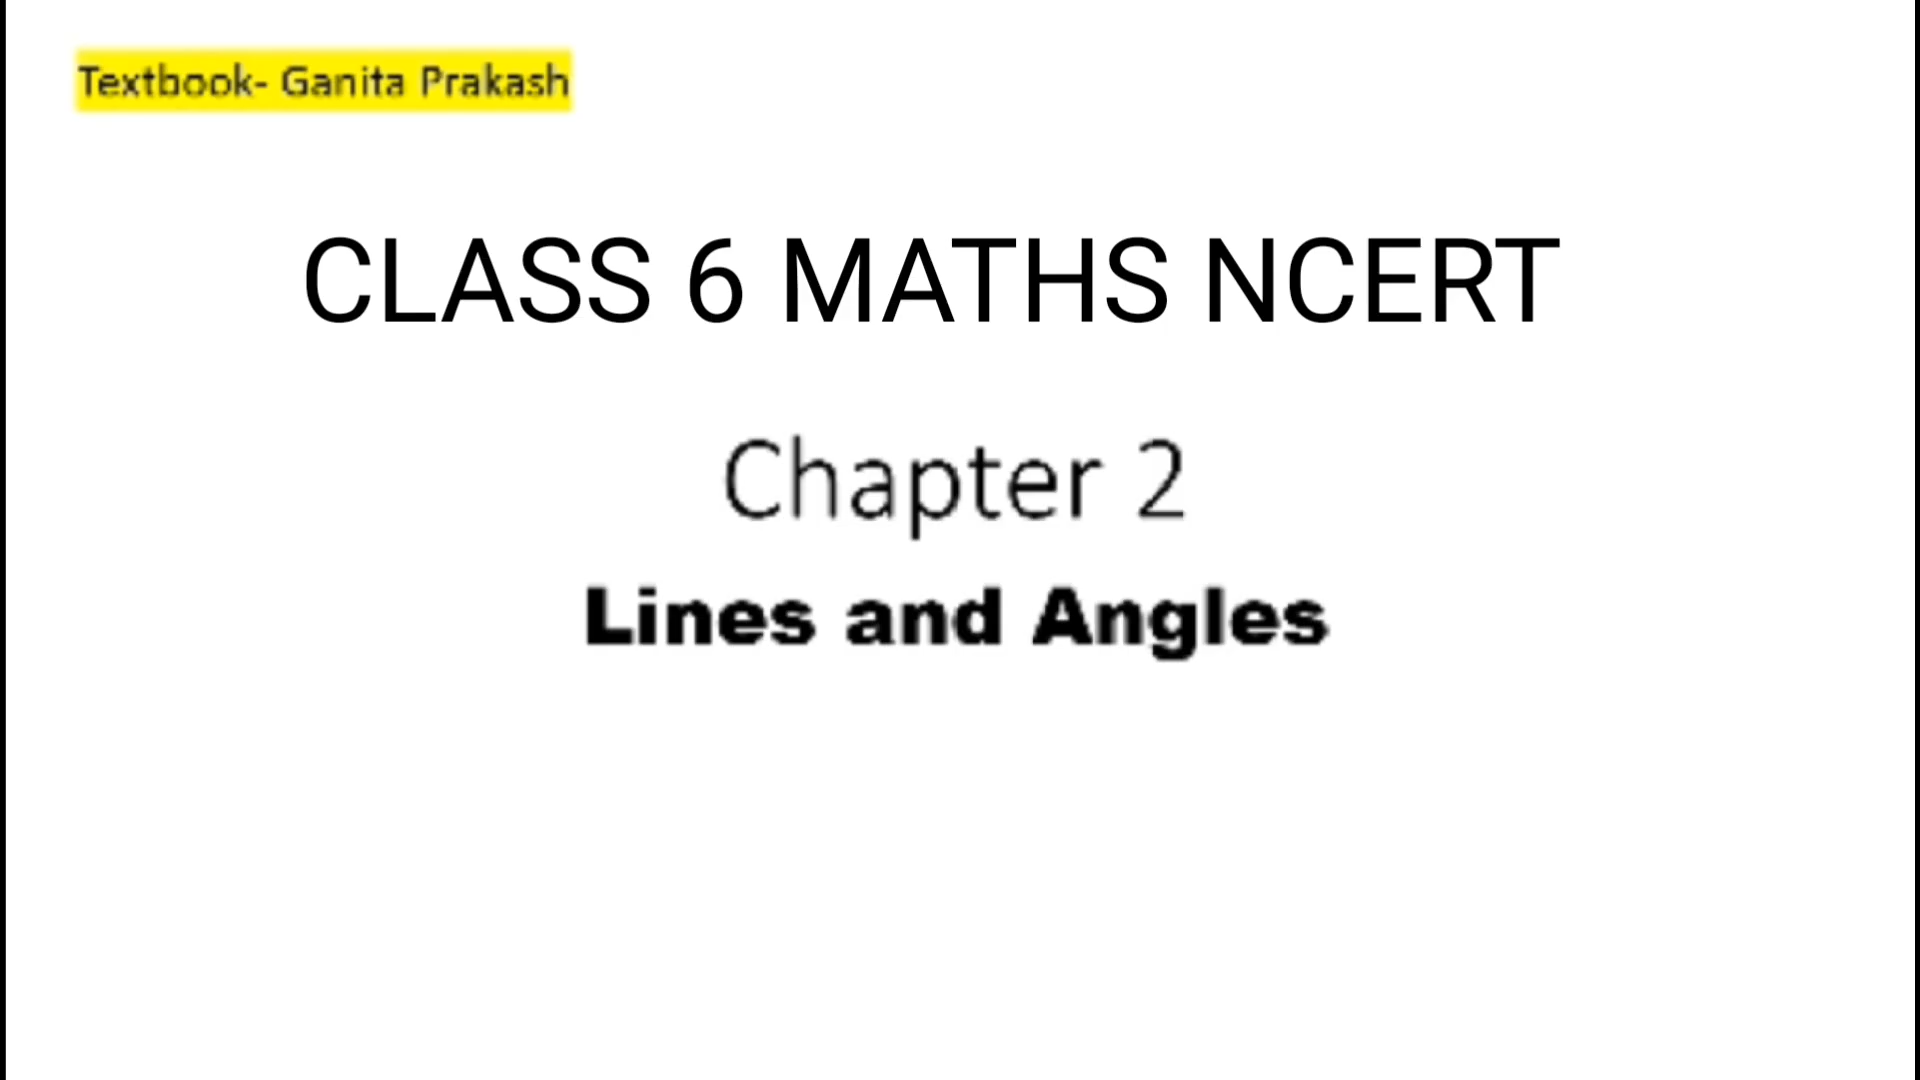 Textbook- Ganita Prakash
CLASS 6 MATHS NCERT
Chapter 2
Lines and Angles